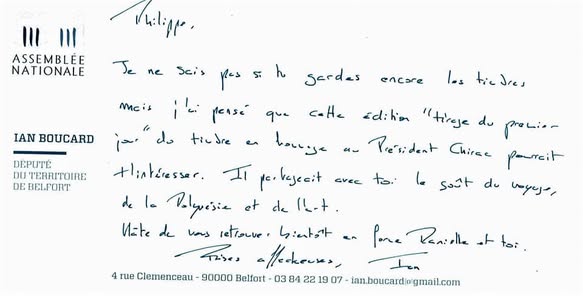 Philippe,
ASSEMBLÉE
NATIONALE
IAN BOUCARD
DÉPUTÉ
DU TERRITOIRE
DE BELFORT
Je ne sais pas si tu gardes encore les timbres
mais j'ai pensé que cette édition "tirage du premier
jour" du timbre en hommage au Président Chirac pourrait
t'intéresser. Il partageait avec toi le goût du voyage,
de la Polynésie et de l'art.
Hâte de vous retrouver bientôt en forme Danielle et toi.
Bises affectueuses, Ian
4 rue Clemenceau - 90000 Belfort - 03 84 22 19 07 - ian.boucard@gmail.com